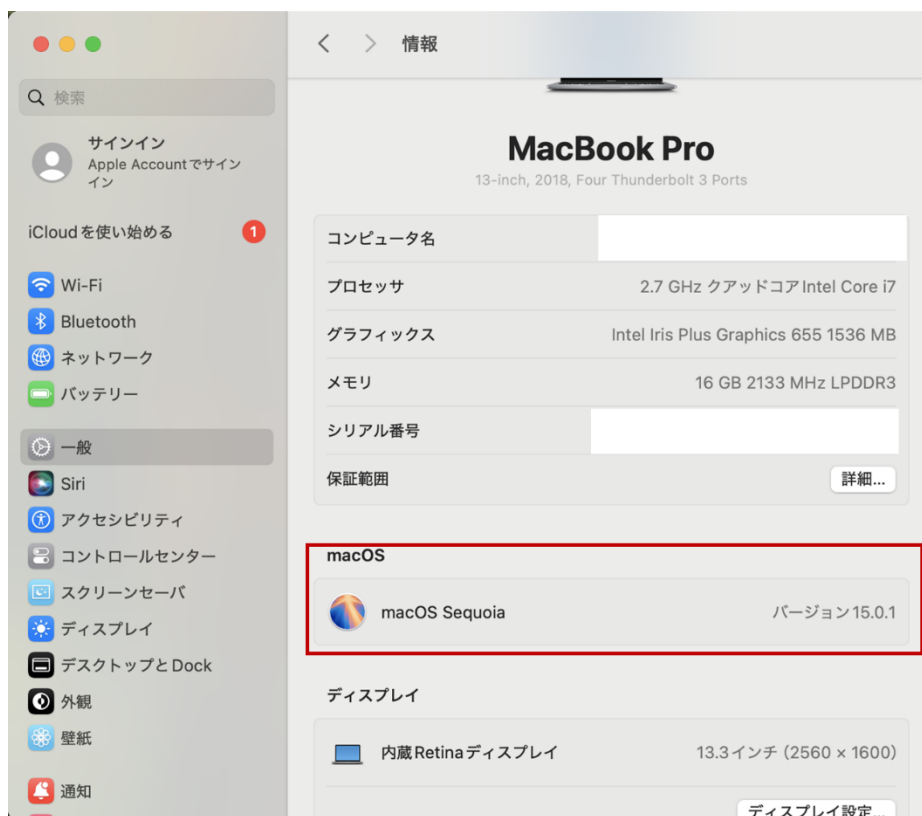 情報
検索
サインイン
Apple Accountでサイン
イン
iCloudを使い始める
1
Wi-Fi
Bluetooth
ネットワーク
バッテリー
一般
Siri
アクセシビリティ
コントロールセンター
スクリーンセーバ
ディスプレイ
デスクトップとDock
外観
壁紙
通知
MacBook Pro
13-inch, 2018, Four Thunderbolt 3 Ports
コンピュータ名
プロセッサ 2.7 GHz クアッドコアIntel Core i7
グラフィックス Intel Iris Plus Graphics 655 1536 MB
メモリ 16 GB 2133 MHz LPDDR3
シリアル番号
保証範囲 詳細...
macOS
macOS Sequoia バージョン15.0.1
ディスプレイ
内蔵Retinaディスプレイ 13.3インチ (2560 × 1600)
ディスプレイ設定...